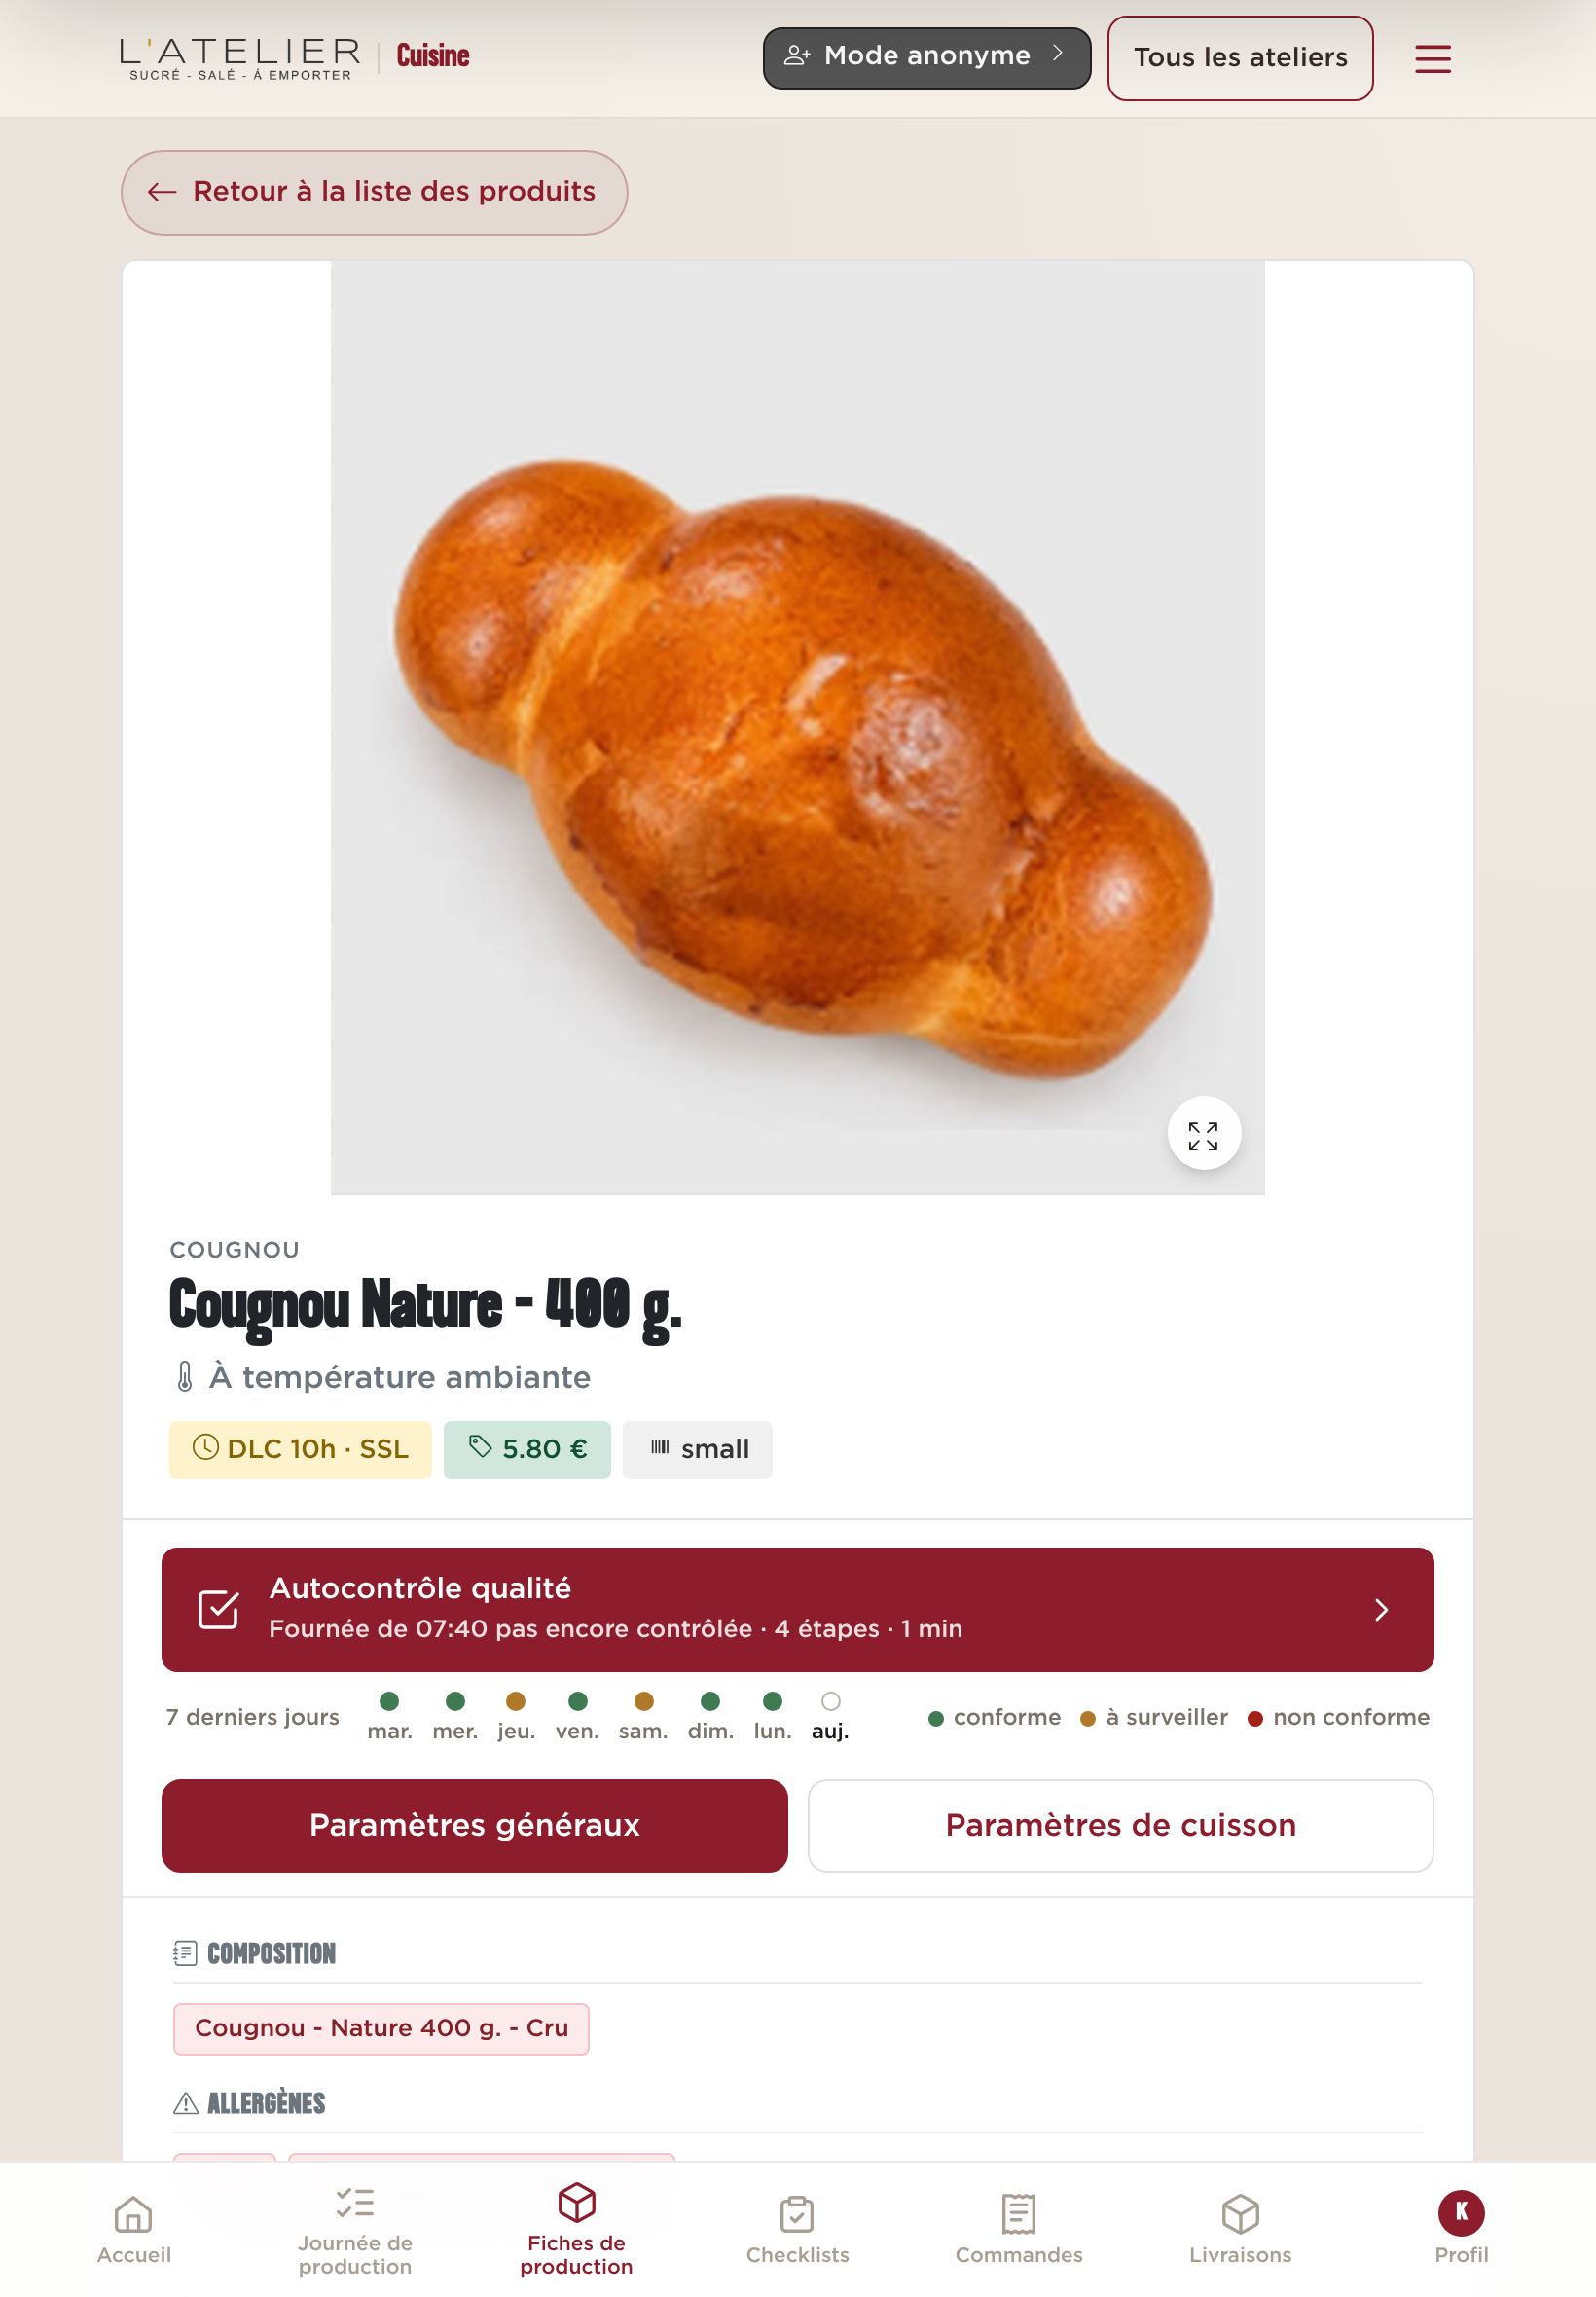 L'ATELIER
SUCRÉ - SALÉ - À EMPORTER
Cuisine
Mode anonyme
Tous les ateliers
Retour à la liste des produits
COUGNOU
Cougnou Nature - 400 g.
À température ambiante
DLC 10h · SSL
5.80 €
small
Autocontrôle qualité
Fournée de 07:40 pas encore contrôlée · 4 étapes · 1 min
7 derniers jours
mar. mer. jeu. ven. sam. dim. lun. auj.
conforme à surveiller non conforme
Paramètres généraux
Paramètres de cuisson
COMPOSITION
Cougnou - Nature 400 g. - Cru
ALLERGÈNES
Accueil
Journée de
production
Fiches de
production
Checklists
Commandes
Livraisons
K
Profil